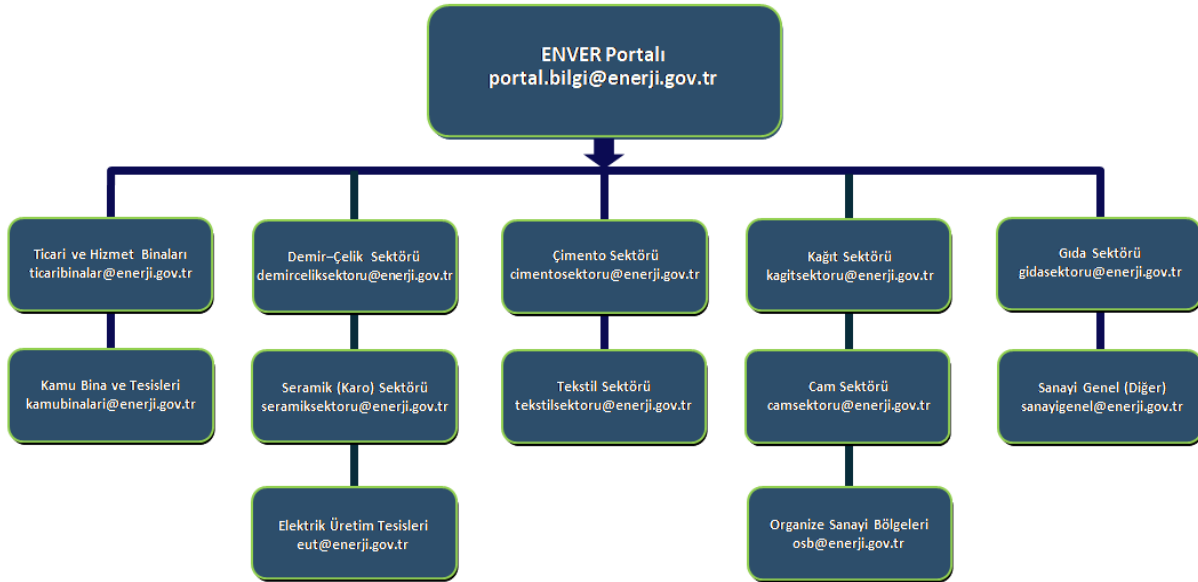 ENVER Portalı
portal.bilgi@enerji.gov.tr
Ticari ve Hizmet Binaları
ticaribinalar@enerji.gov.tr
Demir–Çelik Sektörü
demirceliksektoru@enerji.gov.tr
Çimento Sektörü
cimentosektoru@enerji.gov.tr
Kağıt Sektörü
kagitsektoru@enerji.gov.tr
Gıda Sektörü
gidasektoru@enerji.gov.tr
Kamu Bina ve Tesisleri
kamubinalari@enerji.gov.tr
Seramik (Karo) Sektörü
seramiksektoru@enerji.gov.tr
Tekstil Sektörü
tekstilsektoru@enerji.gov.tr
Cam Sektörü
camsektoru@enerji.gov.tr
Sanayi Genel (Diğer)
sanayigenel@enerji.gov.tr
Elektrik Üretim Tesisleri
eut@enerji.gov.tr
Organize Sanayi Bölgeleri
osb@enerji.gov.tr